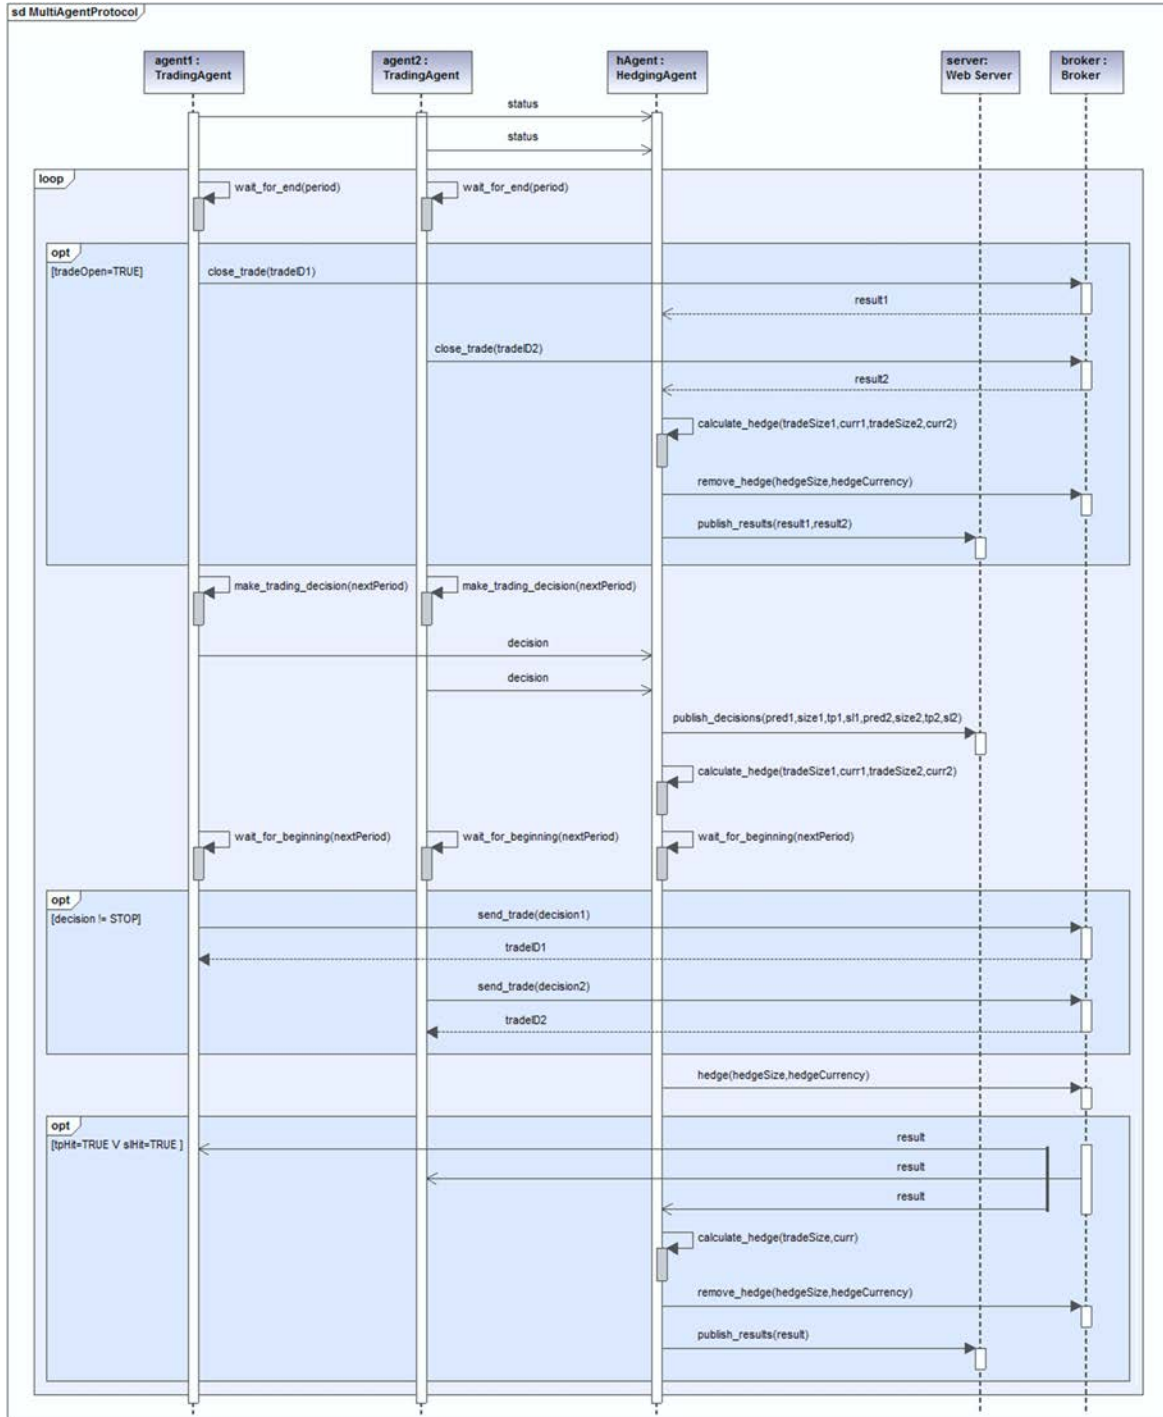 sd MultiAgentProtocol
agent1 :
TradingAgent
agent2 :
TradingAgent
hAgent :
HedgingAgent
server:
Web Server
broker :
Broker
status
status
loop
wait_for_end(period)
wait_for_end(period)
opt
[tradeOpen=TRUE]
close_trade(tradeID1)
result1
close_trade(tradeID2)
result2
calculate_hedge(tradeSize1,curr1,tradeSize2,curr2)
remove_hedge(hedgeSize,hedgeCurrency)
publish_results(result1,result2)
make_trading_decision(nextPeriod)
make_trading_decision(nextPeriod)
decision
decision
publish_decisions(pred1,size1,tp1,sl1,pred2,size2,tp2,sl2)
calculate_hedge(tradeSize1,curr1,tradeSize2,curr2)
wait_for_beginning(nextPeriod)
wait_for_beginning(nextPeriod)
wait_for_beginning(nextPeriod)
opt
[decision != STOP]
send_trade(decision1)
tradeID1
send_trade(decision2)
tradeID2
hedge(hedgeSize,hedgeCurrency)
opt
[tpHit=TRUE V slHit=TRUE ]
result
result
result
calculate_hedge(tradeSize,curr)
remove_hedge(hedgeSize,hedgeCurrency)
publish_results(result)